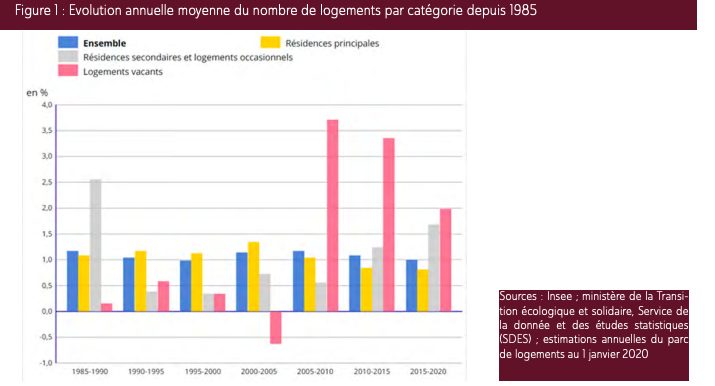 Figure 1 : Evolution annuelle moyenne du nombre de logements par catégorie depuis 1985
Ensemble
Résidences principales
Résidences secondaires et logements occasionnels
Logements vacants
en %
4,0
3,5
3,0
2,5
2,0
1,5
1,0
0,5
0,0
-0,5
-1,0
1985-1990 1990-1995 1995-2000 2000-2005 2005-2010 2010-2015 2015-2020
Sources : Insee ; ministère de la Transi-
tion écologique et solidaire, Service de
la donnée et des études statistiques
(SDES) ; estimations annuelles du parc
de logements au 1 janvier 2020